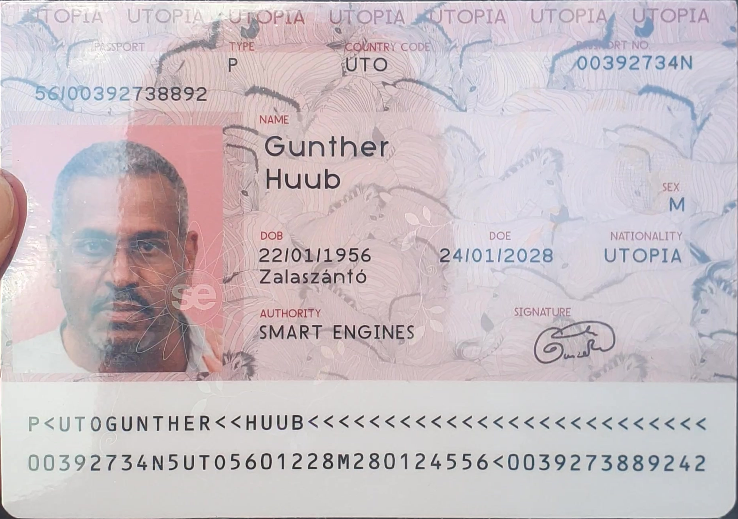 UTOPIA UTOPIA UTOPIA UTOPIA UTOPIA UTOPIA UTOPIA
PASSPORT TYPE COUNTRY CODE PASSPORT NO.
P UTO 00392734N
56/00392738892
NAME
Gunther
Huub
SEX
M
DOB DOE NATIONALITY
22/01/1956 24/01/2028 UTOPIA
Zalaszántó
AUTHORITY SIGNATURE
SMART ENGINES
se
P<UTOGUNTHER<<HUUB<<<<<<<<<<<<<<<<<<<<<<<<<<
00392734N5UTO5601228M280124556<0039273889242